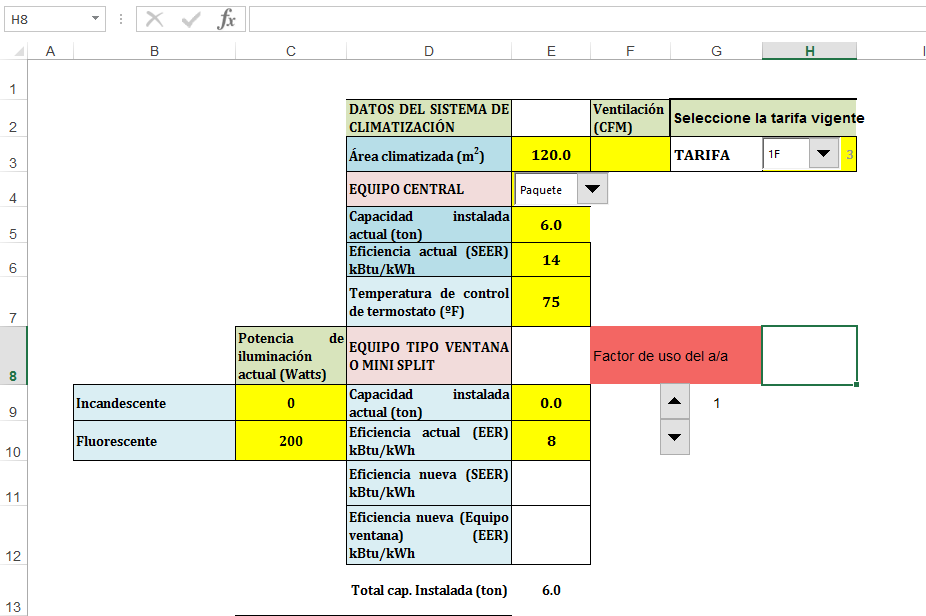 H8
fx
A B C D E F G H I
1
2
DATOS DEL SISTEMA DE
CLIMATIZACIÓN
Ventilación
(CFM)
Seleccione la tarifa vigente
3
Área climatizada (m2)
120.0
TARIFA
1F
3
4
EQUIPO CENTRAL
Paquete
5
Capacidad instalada
actual (ton)
6.0
6
Eficiencia actual (SEER)
kBtu/kWh
14
7
Temperatura de control
de termostato (ºF)
75
8
Potencia de
iluminación
actual (Watts)
EQUIPO TIPO VENTANA
O MINI SPLIT
Factor de uso del a/a
9
Incandescente
0
Capacidad instalada
actual (ton)
0.0
1
10
Fluorescente
200
Eficiencia actual (EER)
kBtu/kWh
8
11
Eficiencia nueva (SEER)
kBtu/kWh
12
Eficiencia nueva (Equipo
ventana) (EER)
kBtu/kWh
13
Total cap. Instalada (ton)
6.0